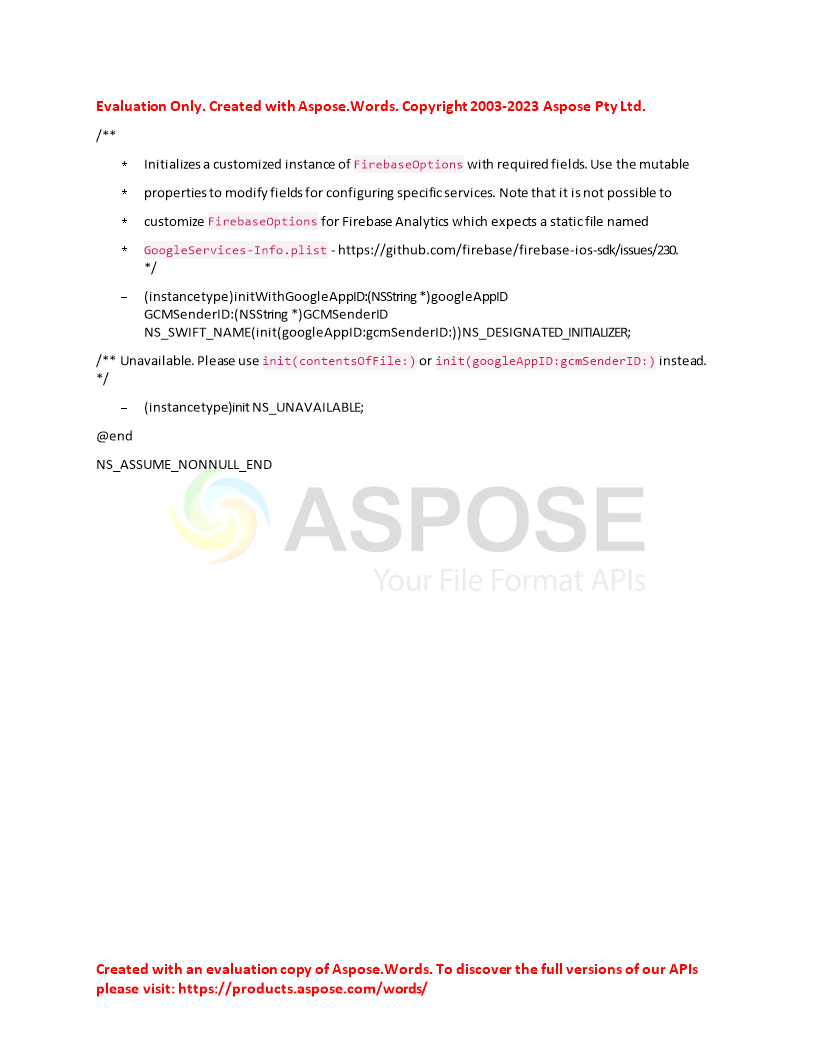 Evaluation Only. Created with Aspose.Words. Copyright 2003-2023 Aspose Pty Ltd.
/**
* Initializes a customized instance of FirebaseOptions with required fields. Use the mutable
* properties to modify fields for configuring specific services. Note that it is not possible to
* customize FirebaseOptions for Firebase Analytics which expects a static file named
* GoogleServices-Info.plist - https://github.com/firebase/firebase-ios-sdk/issues/230.
*/
– (instancetype)initWithGoogleAppID:(NSString *)googleAppID
GCMSenderID:(NSString *)GCMSenderID
NS_SWIFT_NAME(init(googleAppID:gcmSenderID:))NS_DESIGNATED_INITIALIZER;
/** Unavailable. Please use init(contentsOfFile:) or init(googleAppID:gcmSenderID:) instead.
*/
– (instancetype)init NS_UNAVAILABLE;
@end
NS_ASSUME_NONNULL_END
ASPOSE
Your File Format APIs
Created with an evaluation copy of Aspose.Words. To discover the full versions of our APIs
please visit: https://products.aspose.com/words/